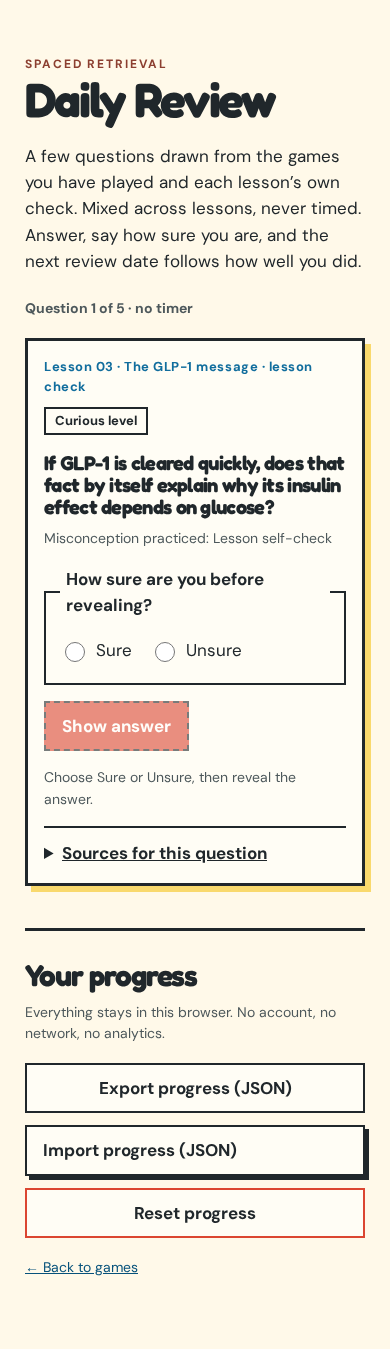 SPACED RETRIEVAL
Daily Review
A few questions drawn from the games
you have played and each lesson’s own
check. Mixed across lessons, never timed.
Answer, say how sure you are, and the
next review date follows how well you did.
Question 1 of 5 · no timer
Lesson 03 · The GLP-1 message · lesson
check
Curious level
If GLP-1 is cleared quickly, does that
fact by itself explain why its insulin
effect depends on glucose?
Misconception practiced: Lesson self-check
How sure are you before
revealing?
Sure Unsure
Show answer
Choose Sure or Unsure, then reveal the
answer.
Sources for this question
Your progress
Everything stays in this browser. No account, no
network, no analytics.
Export progress (JSON)
Import progress (JSON)
Reset progress
← Back to games